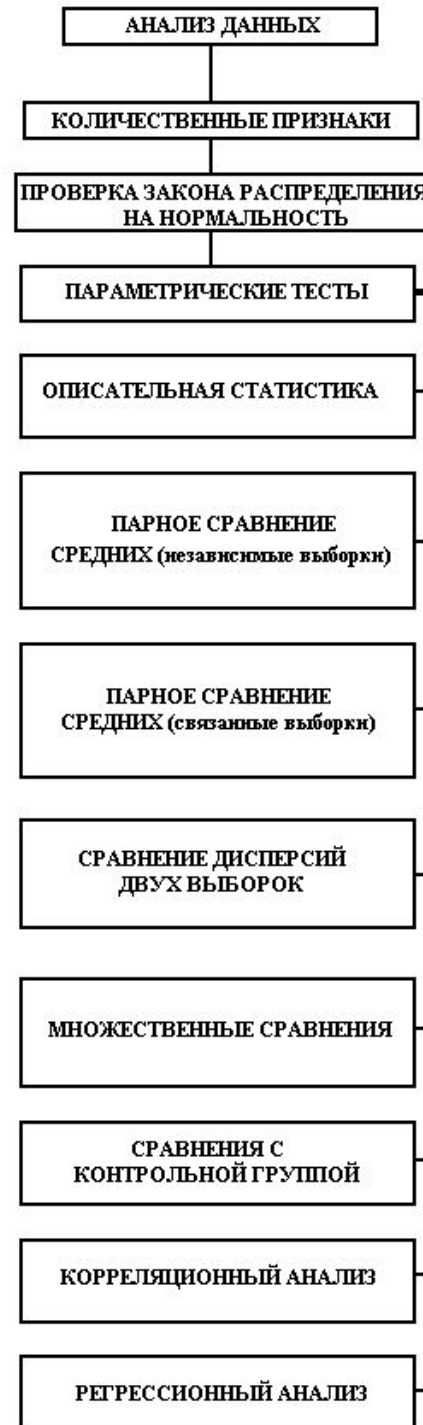 АНАЛИЗ ДАННЫХ
КОЛИЧЕСТВЕННЫЕ ПРИЗНАКИ
ПРОВЕРКА ЗАКОНА РАСПРЕДЕЛЕНИЯ
НА НОРМАЛЬНОСТЬ
ПАРАМЕТРИЧЕСКИЕ ТЕСТЫ
ОПИСАТЕЛЬНАЯ СТАТИСТИКА
ПАРНОЕ СРАВНЕНИЕ
СРЕДНИХ (независимые выборки)
ПАРНОЕ СРАВНЕНИЕ
СРЕДНИХ (связанные выборки)
СРАВНЕНИЕ ДИСПЕРСИЙ
ДВУХ ВЫБОРОК
МНОЖЕСТВЕННЫЕ СРАВНЕНИЯ
СРАВНЕНИЯ С
КОНТРОЛЬНОЙ ГРУППОЙ
КОРРЕЛЯЦИОННЫЙ АНАЛИЗ
РЕГРЕССИОННЫЙ АНАЛИЗ